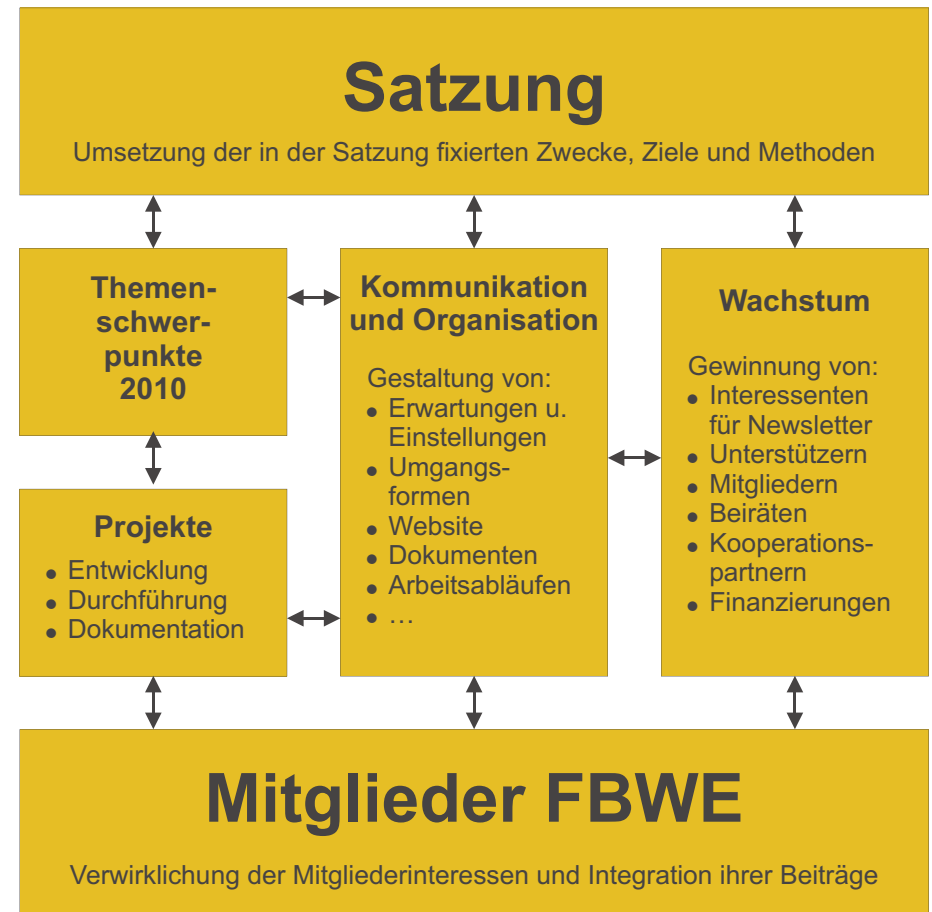 Satzung
Umsetzung der in der Satzung fixierten Zwecke, Ziele und Methoden
Themen-
schwer-
punkte
2010
Projekte
● Entwicklung
● Durchführung
● Dokumentation
Kommunikation
und Organisation
Gestaltung von:
● Erwartungen u.
Einstellungen
● Umgangs-
formen
● Website
● Dokumenten
● Arbeitsabläufen
● …
Wachstum
Gewinnung von:
● Interessenten
für Newsletter
● Unterstützern
● Mitgliedern
● Beiräten
● Kooperations-
partnern
● Finanzierungen
Mitglieder FBWE
Verwirklichung der Mitgliederinteressen und Integration ihrer Beiträge